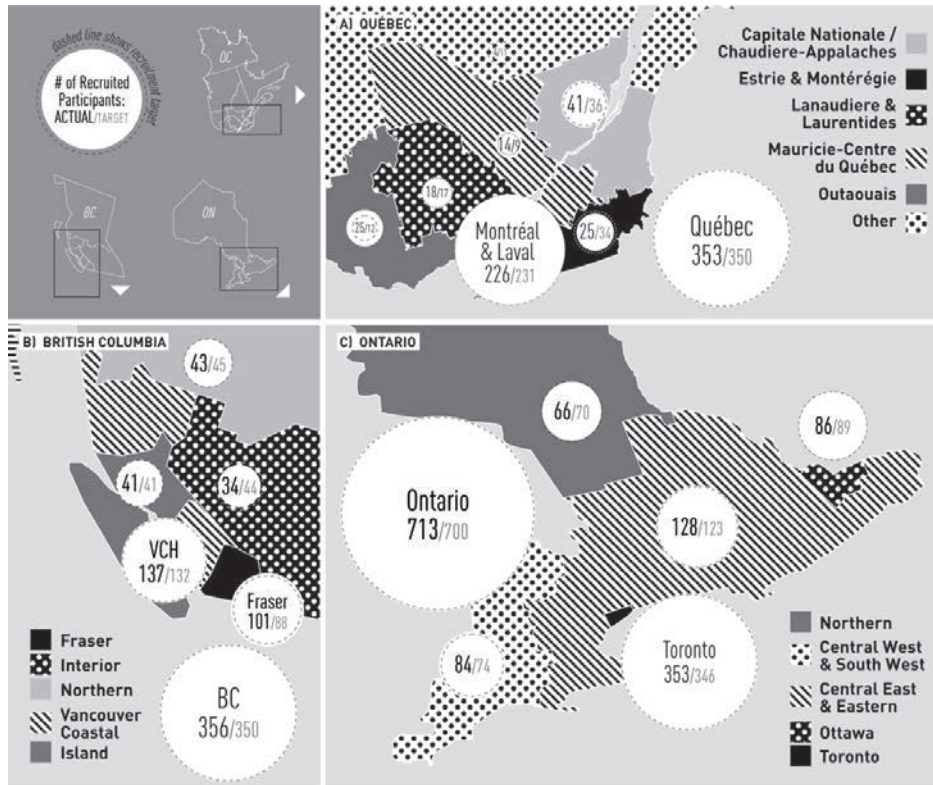 dashed line shows recruitment target
# of Recruited
Participants:
ACTUAL/TARGET
QC
BC
ON
A) QUÉBEC
41/36
14/9
18/17
25/12
25/34
Montréal
& Laval
226/231
Québec
353/350
Capitale Nationale /
Chaudiere-Appalaches
Estrie & Montérégie
Lanaudiere &
Laurentides
Mauricie-Centre
du Québec
Outaouais
Other
B) BRITISH COLUMBIA
43/45
41/41
34/44
VCH
137/132
Fraser
101/88
BC
356/350
Fraser
Interior
Northern
Vancouver
Coastal
Island
C) ONTARIO
66/70
86/89
Ontario
713/700
128/123
84/74
Toronto
353/346
Northern
Central West
& South West
Central East
& Eastern
Ottawa
Toronto